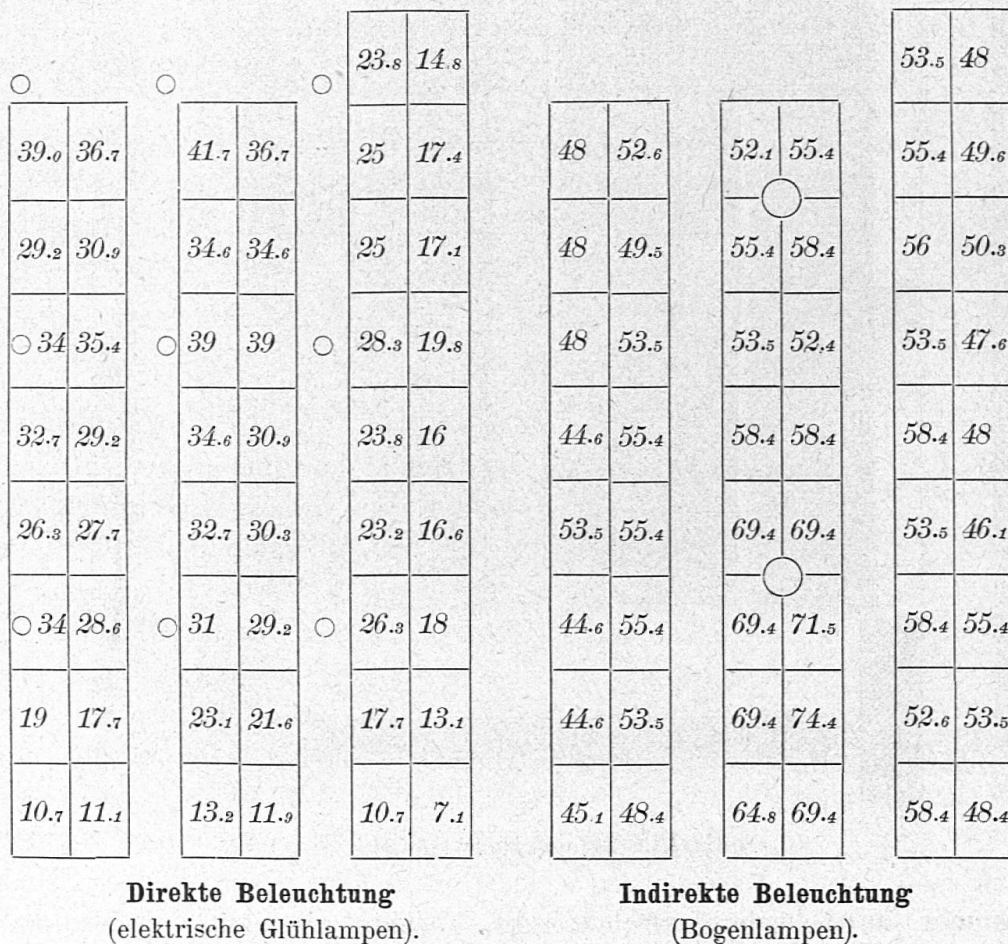 23.8 14.8 53.5 48
39.0 36.7 41.7 36.7 25 17.4 48 52.6 52.1 55.4 55.4 49.6
29.2 30.9 34.6 34.6 25 17.1 48 49.5 55.4 58.4 56 50.3
34 35.4 39 39 28.3 19.8 48 53.5 53.5 52.4 53.5 47.6
32.7 29.2 34.6 30.9 23.8 16 44.6 55.4 58.4 58.4 58.4 48
26.3 27.7 32.7 30.3 23.2 16.6 53.5 55.4 69.4 69.4 53.5 46.1
34 28.6 31 29.2 26.3 18 44.6 55.4 69.4 71.5 58.4 55.4
19 17.7 23.1 21.6 17.7 13.1 44.6 53.5 69.4 74.4 52.6 53.5
10.7 11.1 13.2 11.9 10.7 7.1 45.1 48.4 64.8 69.4 58.4 48.4
Direkte Beleuchtung Indirekte Beleuchtung
(elektrische Glühlampen). (Bogenlampen).